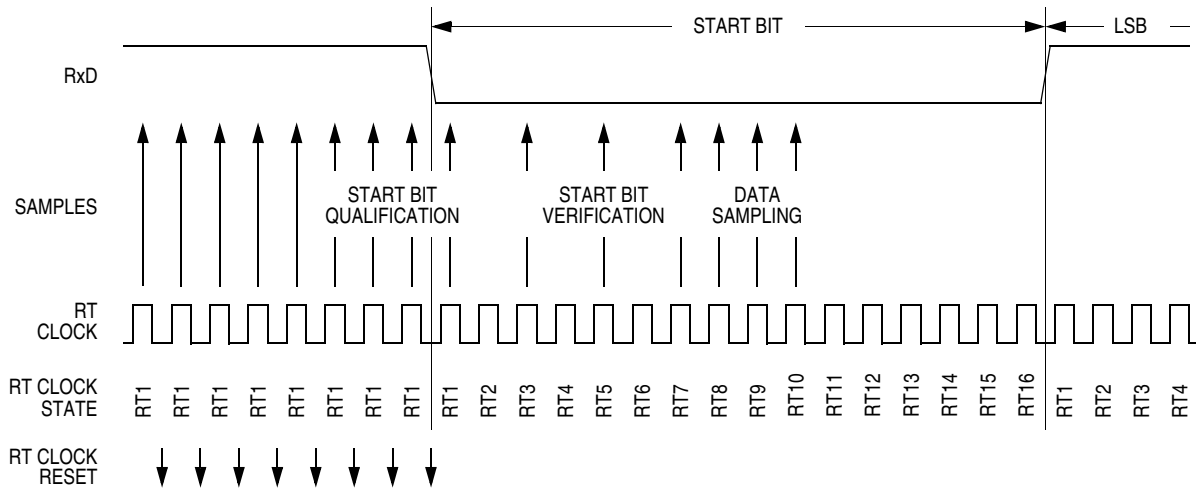 START BIT
LSB
RxD
SAMPLES
START BIT
QUALIFICATION
START BIT
VERIFICATION
DATA
SAMPLING
RT
CLOCK
RT CLOCK
STATE
RT1 RT1 RT1 RT1 RT1 RT1 RT1 RT1 RT1 RT2 RT3 RT4 RT5 RT6 RT7 RT8 RT9 RT10 RT11 RT12 RT13 RT14 RT15 RT16 RT1 RT2 RT3 RT4
RT CLOCK
RESET